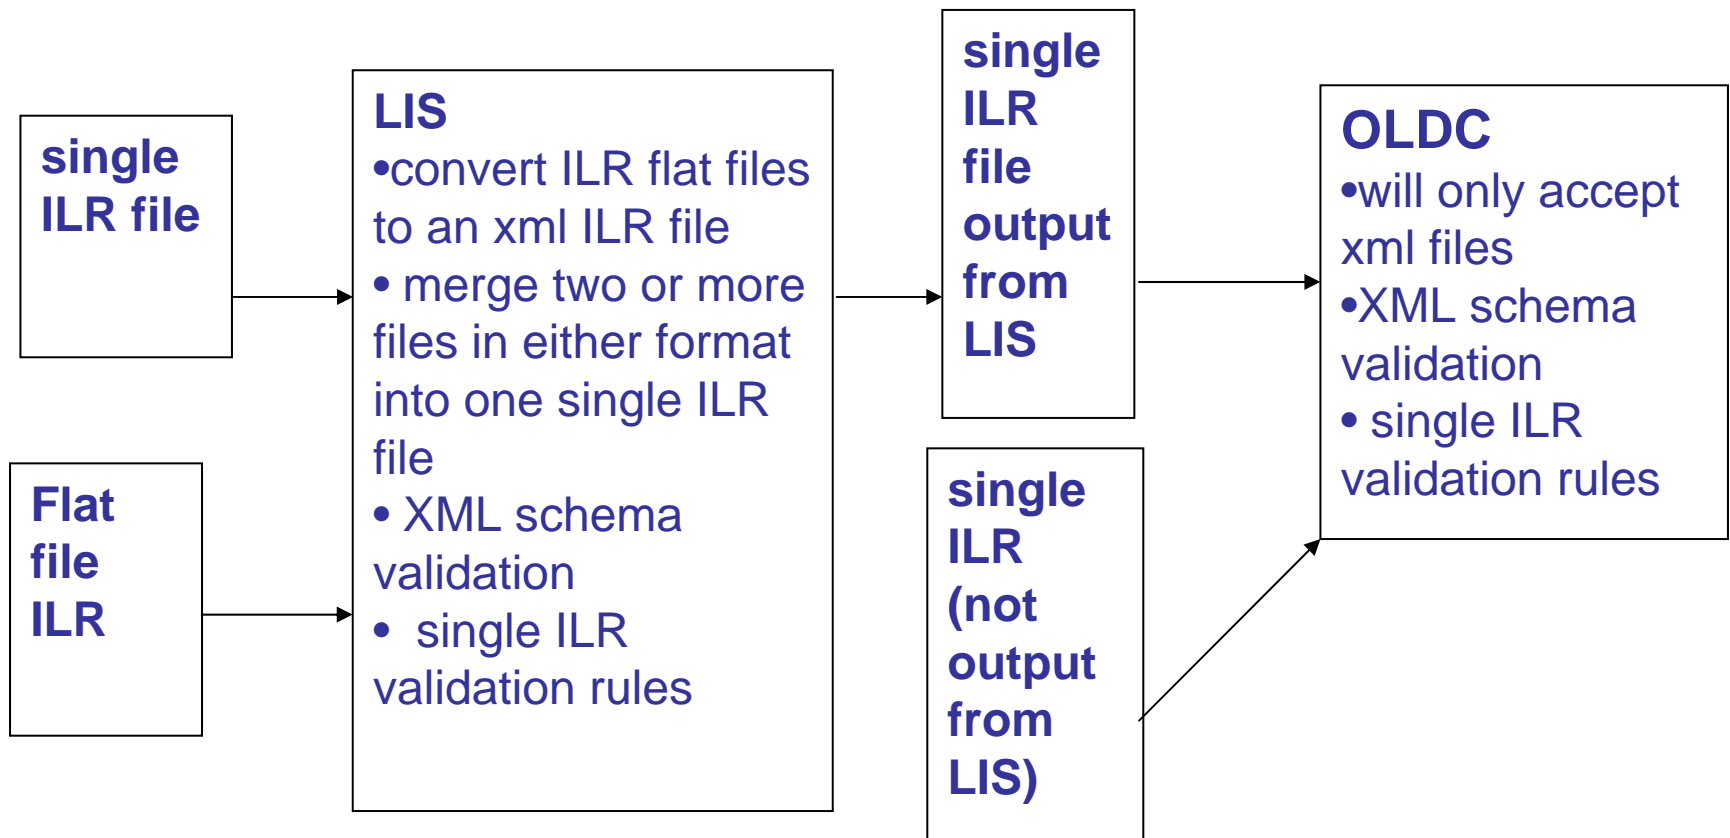 single
ILR file
Flat
file
ILR
LIS
•convert ILR flat files
to an xml ILR file
• merge two or more
files in either format
into one single ILR
file
• XML schema
validation
• single ILR
validation rules
single
ILR
file
output
from
LIS
single
ILR
(not
output
from
LIS)
OLDC
•will only accept
xml files
•XML schema
validation
• single ILR
validation rules